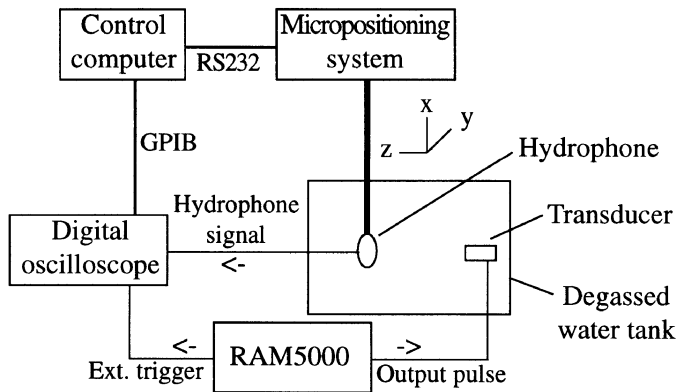 Control
computer
RS232
Micropositioning
system
GPIB
x
y
z
Hydrophone
Hydrophone
signal
<-
Transducer
Digital
oscilloscope
Degassed
water tank
<-
RAM5000
->
Ext. trigger
Output pulse